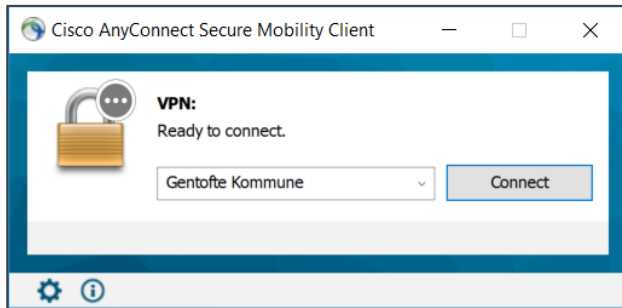 Cisco AnyConnect Secure Mobility Client
VPN:
Ready to connect.
Gentofte Kommune
Connect